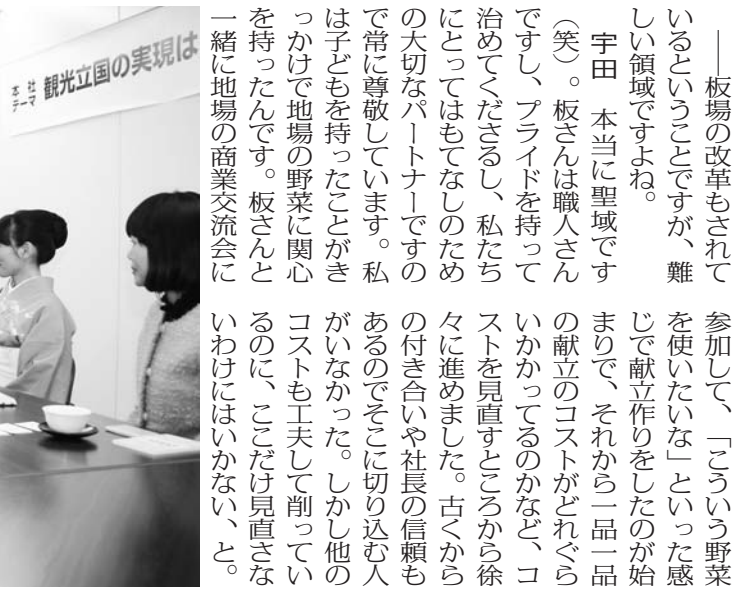 ――板場の改革もされて
いるということですが、難
しい領域ですよね。
宇田　本当に聖域です
（笑）。板さんは職人さん
ですし、プライドを持って
治めてくださるし、私たち
にとってはもてなしのため
の大切なパートナーですの
で常に尊敬しています。私
は子どもを持ったことがき
っかけで地場の野菜に関心
を持ったんです。板さんと
一緒に地場の商業交流会に
参加して、「こういう野菜
を使いたいな」といった感
じで献立作りをしたのが始
まりで、それから一品一品
の献立のコストがどれぐら
いかかってるのかなど、コ
ストを見直すところから徐
々に進めました。古くから
の付き合いや社長の信頼も
あるのでそこに切り込む人
がいなかった。しかし他の
コストも工夫して削ってい
るのに、ここだけ見直さな
いわけにはいかない、と。
本社
テーマ
観光立国の実現は